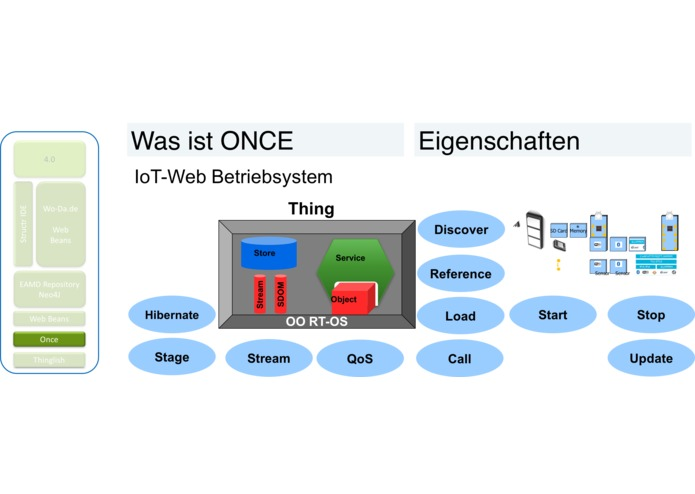 4.0
Structr IDE
Wo-Da.de
Web
Beans
EAMD Repository
Neo4J
Web Beans
Once
Thinglish
Was ist ONCE
IoT-Web Betriebsystem
Thing
Store
Service
Stream
SDOM
Object
OO RT-OS
Hibernate
Stage
Stream
QoS
Eigenschaften
Discover
Reference
Load
Call
Start
Stop
Update
SD Card
Memory
Sensor
Sensor